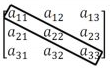 a₁₁ a₁₂ a₁₃
a₂₁ a₂₂ a₂₃
a₃₁ a₃₂ a₃₃